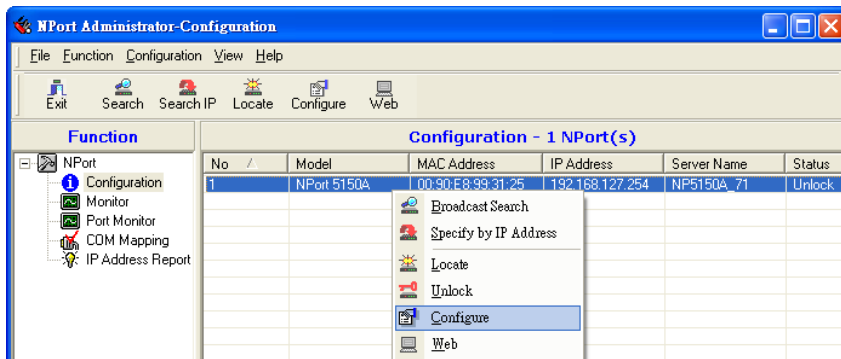 NPort Administrator-Configuration
File Function Configuration View Help
Exit Search Search IP Locate Configure Web
Function
Configuration - 1 NPort(s)
NPort
Configuration
Monitor
Port Monitor
COM Mapping
IP Address Report
No Model MAC Address IP Address Server Name Status
1 NPort 5150A 00:90:E8:99:31:25 192.168.127.254 NP5150A_71 Unlock
Broadcast Search
Specify by IP Address
Locate
Unlock
Configure
Web